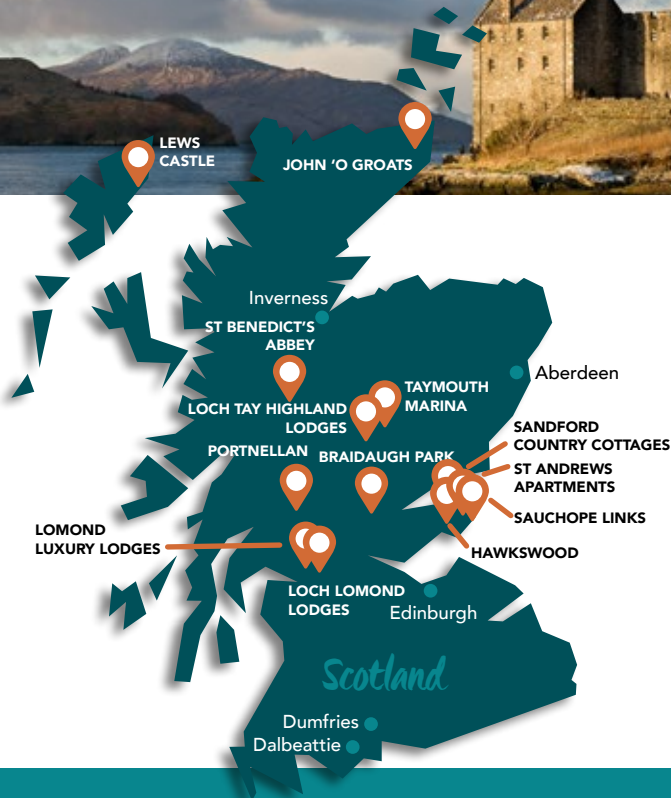 LEWS
CASTLE
JOHN 'O GROATS
Inverness
ST BENEDICT'S
ABBEY
Aberdeen
TAYMOUTH
MARINA
LOCH TAY HIGHLAND
LODGES
SANDFORD
COUNTRY COTTAGES
PORTNELLAN
BRAIDAUGH PARK
ST ANDREWS
APARTMENTS
SAUCHOPE LINKS
LOMOND
LUXURY LODGES
HAWKSWOOD
LOCH LOMOND
LODGES
Edinburgh
Scotland
Dumfries
Dalbeattie